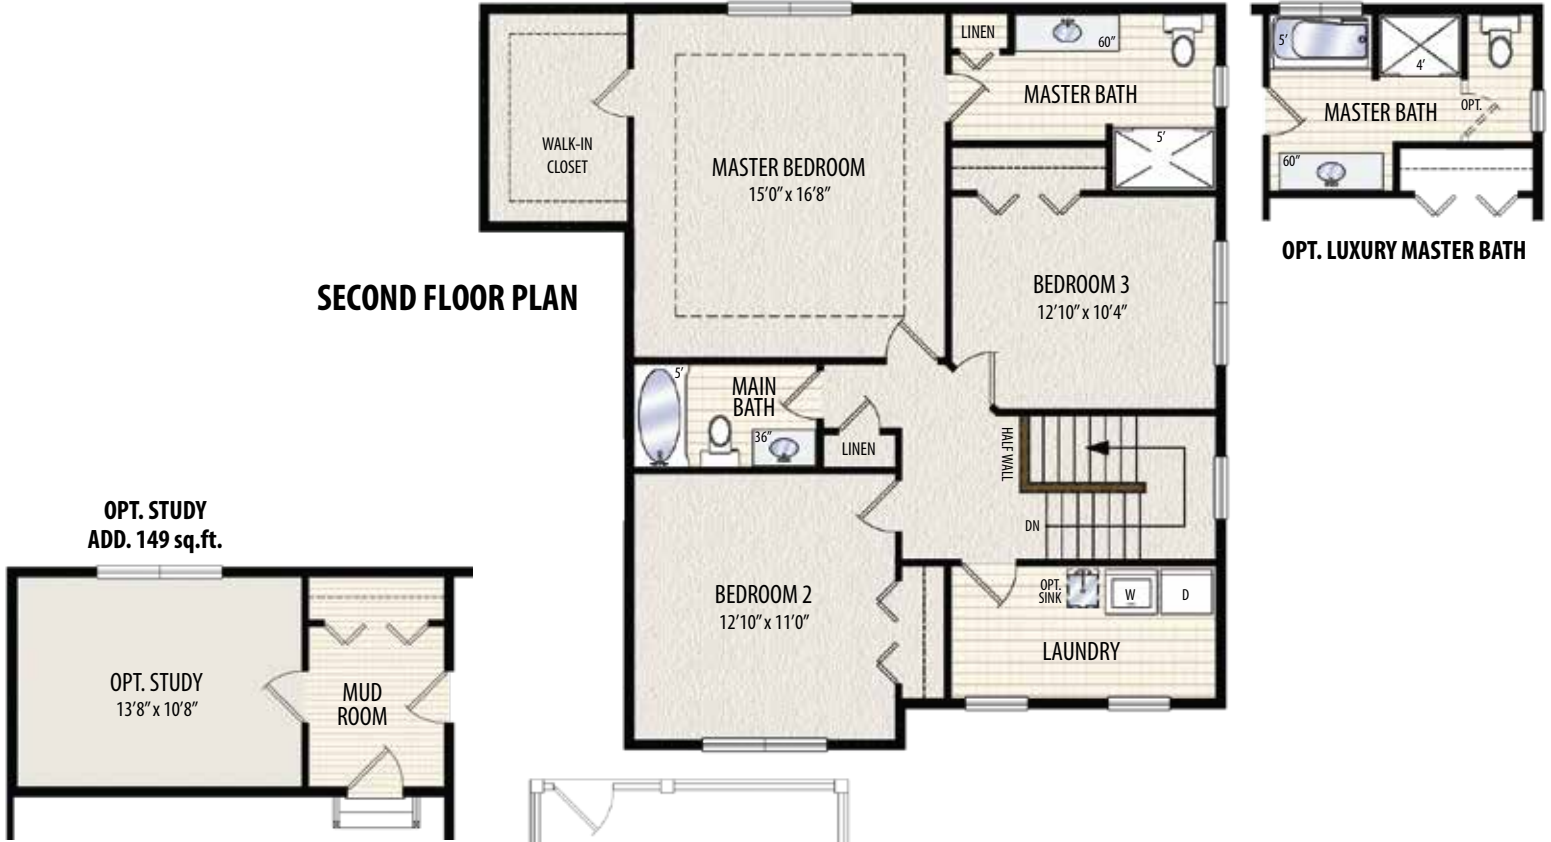 LINEN
60"
MASTER BATH
5'
WALK-IN
CLOSET
MASTER BEDROOM
15'0" x 16'8"
5'
4'
OPT.
MASTER BATH
60"
OPT. LUXURY MASTER BATH
SECOND FLOOR PLAN
BEDROOM 3
12'10" x 10'4"
5'
MAIN
BATH
36"
LINEN
HALF WALL
DN
OPT. STUDY
ADD. 149 sq.ft.
OPT. STUDY
13'8" x 10'8"
MUD
ROOM
BEDROOM 2
12'10" x 11'0"
OPT.
SINK
W
D
LAUNDRY